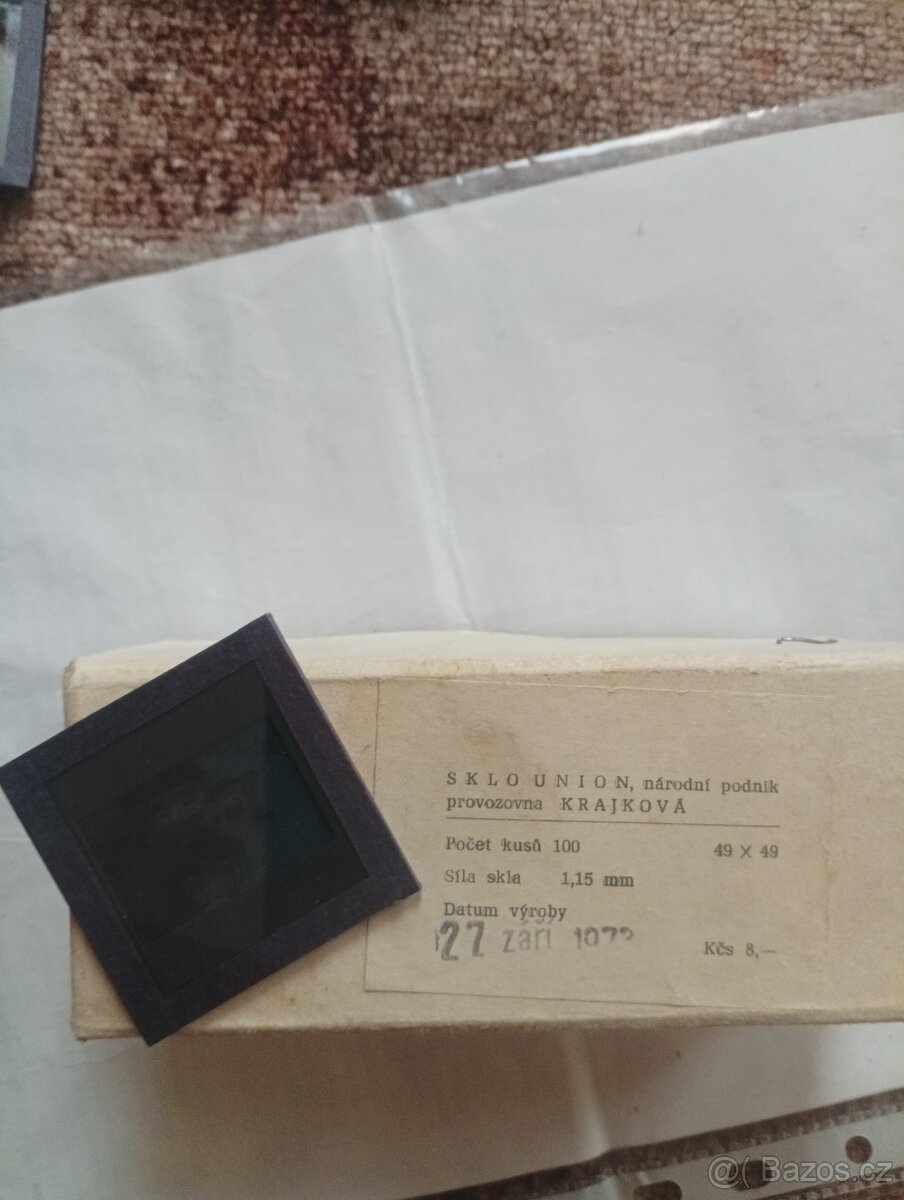 SKLO UNION, národní podnik
provozovna KRAJKOVÁ
Počet kusů 100 49 × 49
Síla skla 1,15 mm
Datum výroby
27 září Kčs 8,—
@( Bazos.cz